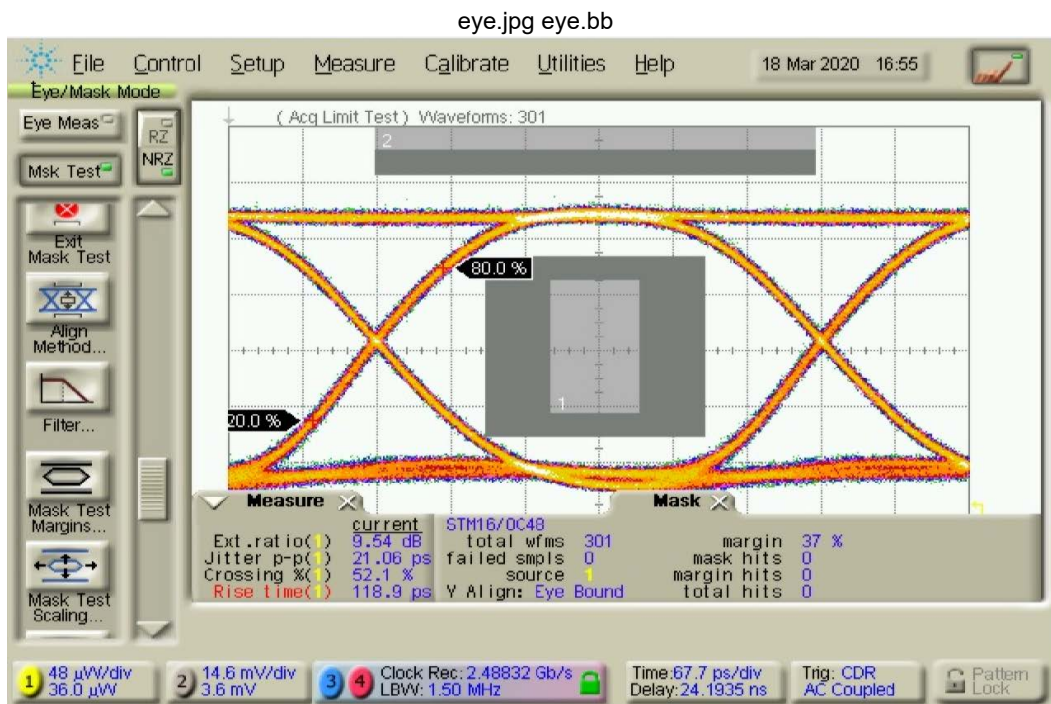 eye.jpg eye.bb
File Control Setup Measure Calibrate Utilities Help 18 Mar 2020 16:55
Eye/Mask Mode
Eye Meas
RZ
NRZ
Msk Test
Exit
Mask Test
Align
Method...
Filter...
Mask Test
Margins...
Mask Test
Scaling...
( Acq Limit Test ) Waveforms: 301
2
80.0 %
1
20.0 %
Measure
current
Ext.ratio(1) 9.54 dB
Jitter p-p(1) 21.06 ps
Crossing %(1) 52.1 %
Rise time(1) 118.9 ps
Mask
STM16/OC48
total wfms 301 margin 37 %
failed smpls 0 mask hits 0
source 1 margin hits 0
Y Align: Eye Bound total hits 0
1 48 µW/div
36.0 µW
2 14.6 mV/div
3.6 mV
3 4 Clock Rec: 2.48832 Gb/s
LBW: 1.50 MHz
Time:67.7 ps/div
Delay:24.1935 ns
Trig: CDR
AC Coupled
Pattern
Lock